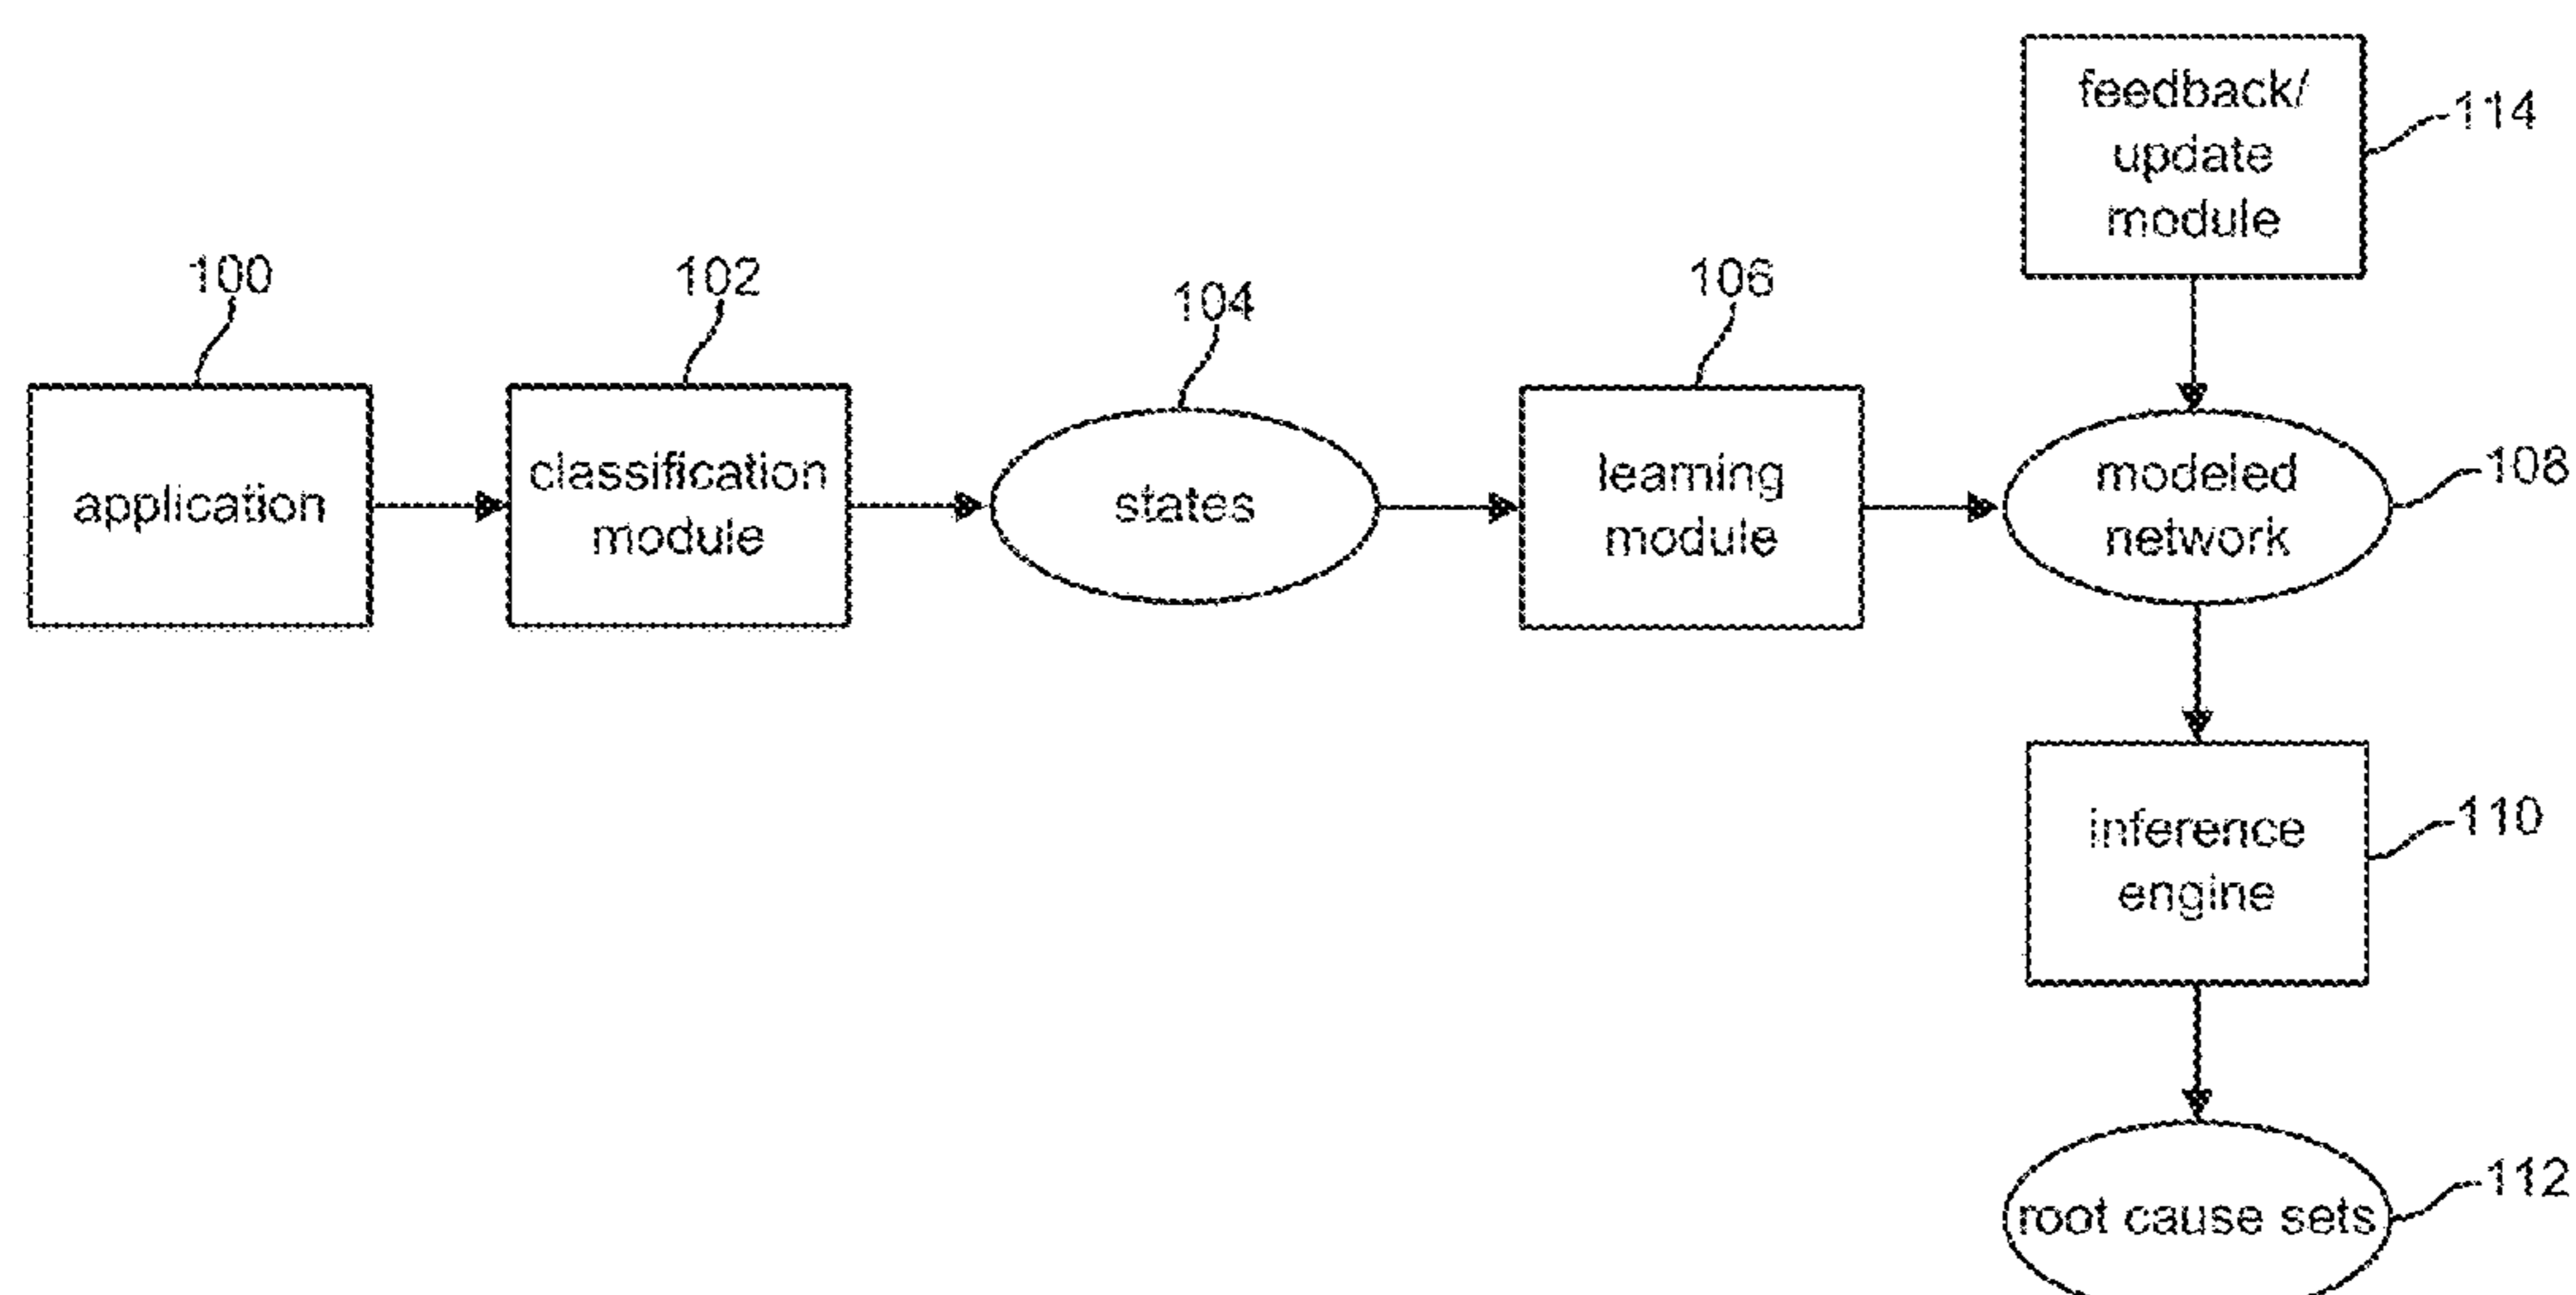 feedback/
update
module
114
100
102
104
106
application
classification
module
states
learning
module
modeled
network
108
inference
engine
110
root cause sets
112